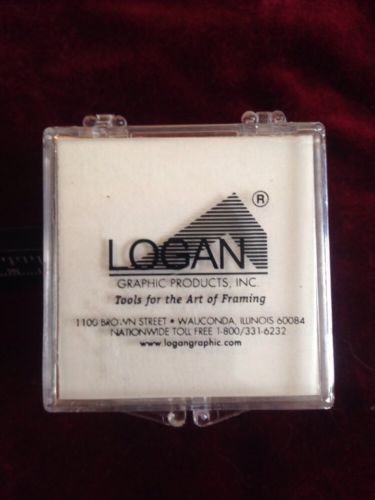 ®
LOGAN
GRAPHIC PRODUCTS, INC.
Tools for the Art of Framing
1100 BROWN STREET • WAUCONDA, ILLINOIS 60084
NATIONWIDE TOLL FREE 1-800/331-6232
www.logangraphic.com